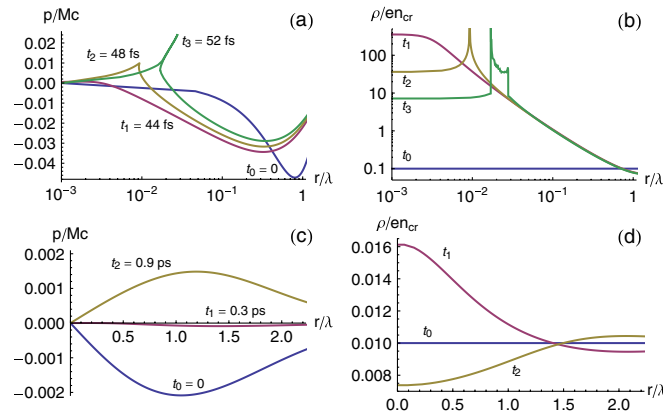 p/Mc
(a)
0.02
0.01
0.00
−0.01
−0.02
−0.03
−0.04
t₂ = 48 fs
t₃ = 52 fs
t₁ = 44 fs
t₀ = 0
10⁻³
10⁻²
10⁻¹
1
r/λ
ρ/en_cr
(b)
100
10
1
0.1
t₁
t₂
t₃
t₀
10⁻³
10⁻²
10⁻¹
1
r/λ
p/Mc
(c)
0.002
0.001
0.000
−0.001
−0.002
t₂ = 0.9 ps
t₁ = 0.3 ps
t₀ = 0
0.5
1.0
1.5
2.0
r/λ
ρ/en_cr
(d)
0.016
0.014
0.012
0.010
0.008
t₁
t₀
t₂
0.0
0.5
1.0
1.5
2.0
r/λ